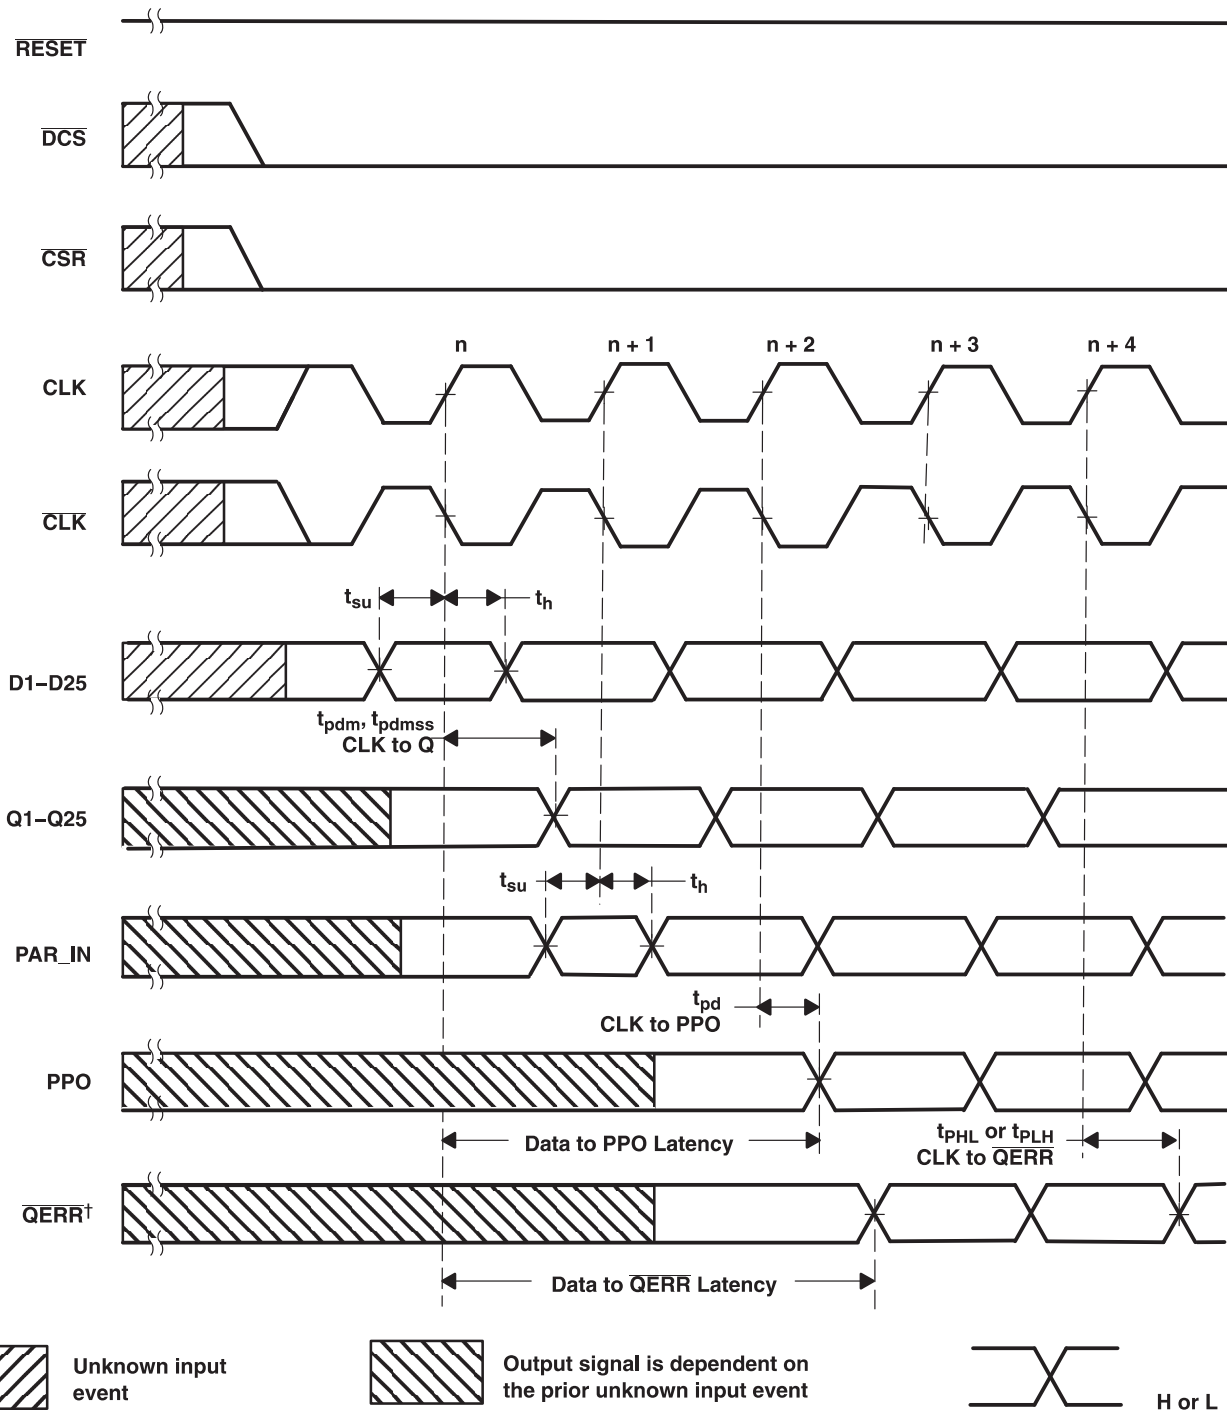 RESET
DCS
CSR
n n + 1 n + 2 n + 3 n + 4
CLK
CLK
tsu th
D1–D25
tpdm, tpdmss
CLK to Q
Q1–Q25
tsu th
PAR_IN
tpd
CLK to PPO
PPO
Data to PPO Latency
tPHL or tPLH
CLK to QERR
QERR†
Data to QERR Latency
Unknown input
event
Output signal is dependent on
the prior unknown input event
H or L